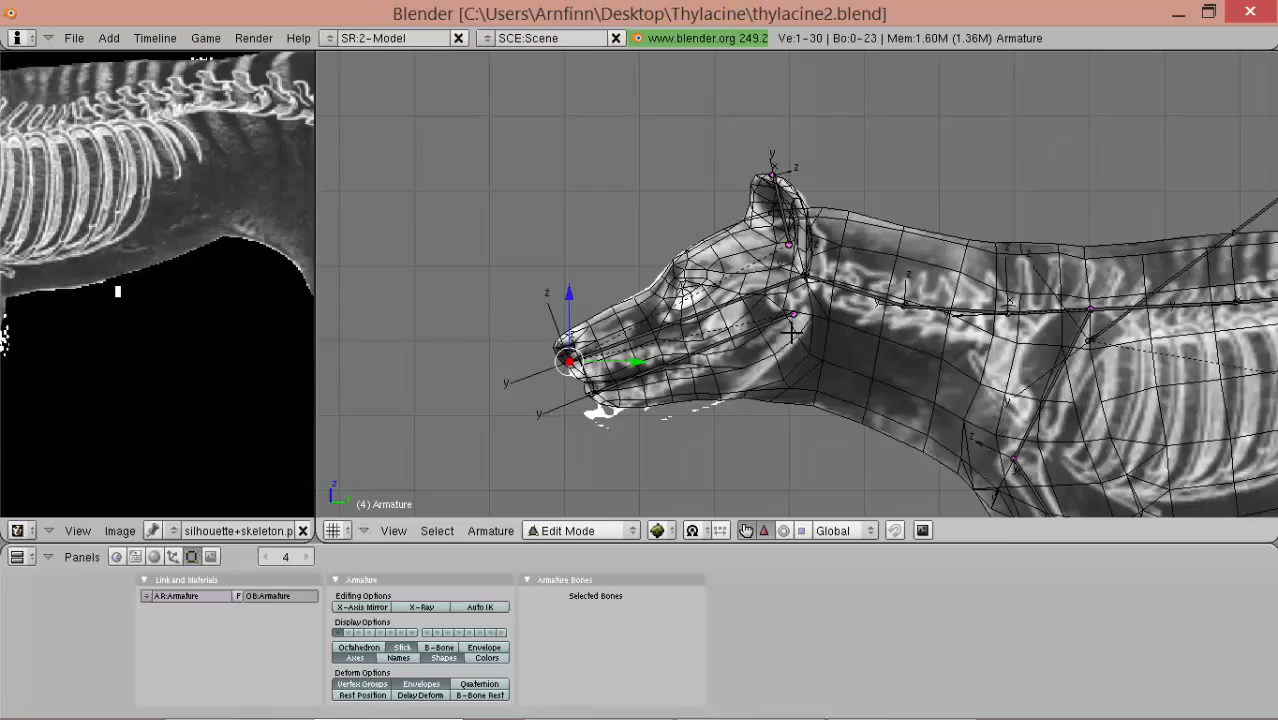 Blender [C:\Users\Arnfinn\Desktop\Thylacine\thylacine2.blend]
File Add Timeline Game Render Help SR:2-Model SCE:Scene www.blender.org 249.2 Ve:1-30 | Bo:0-23 | Mem:1.60M (1.36M) Armature
y
z
z
z
z
y
y
z
z
(4) Armature
View Image silhouette+skeleton.p View Select Armature Edit Mode Global
Panels 4
Link and Materials Armature Armature Bones
AR:Armature F OB:Armature Editing Options Selected Bones
X-Axis Mirror X-Ray Auto IK
Display Options
Octahedron Stick B-Bone Envelope
Axes Names Shapes Colors
Deform Options
Vertex Groups Envelopes Quaternion
Rest Position Delay Deform B-Bone Rest